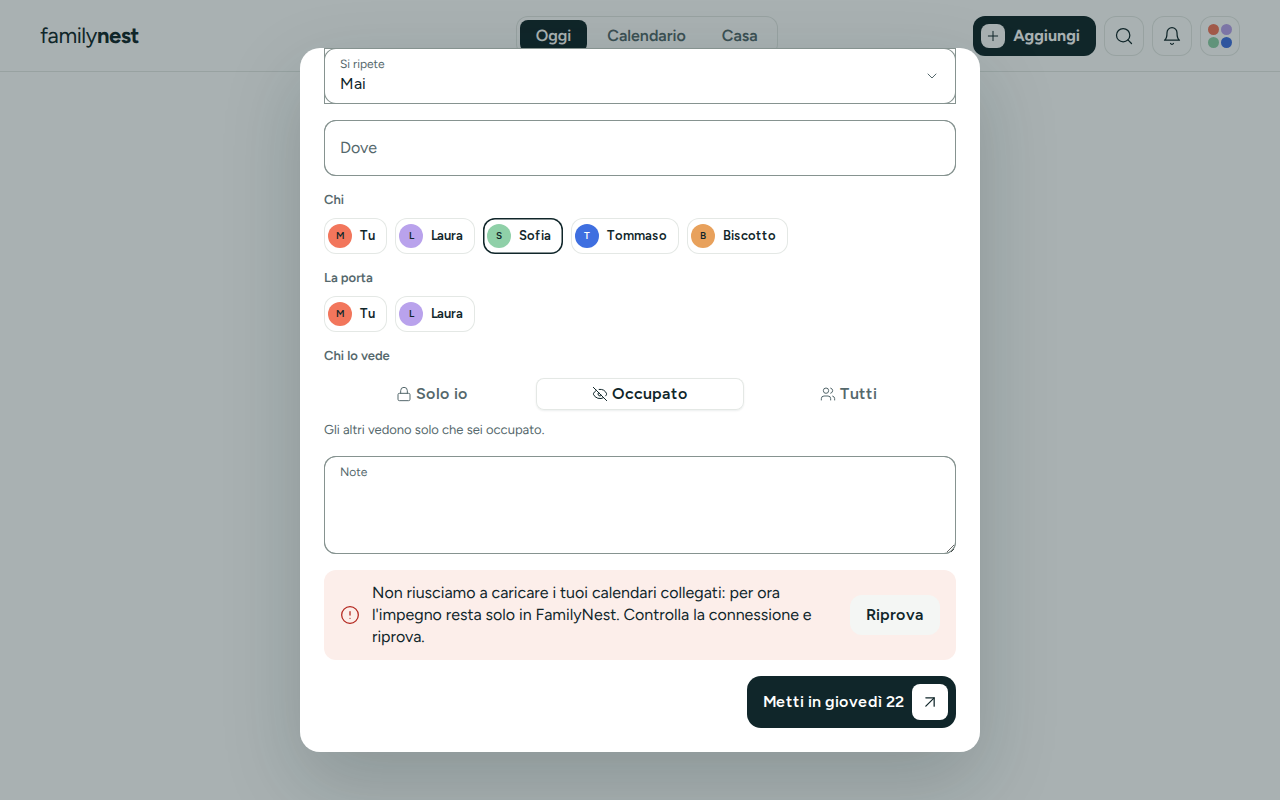 familynest
Oggi
Calendario
Casa
Aggiungi
Si ripete
Mai
Dove
Chi
M Tu
L Laura
S Sofia
T Tommaso
B Biscotto
La porta
M Tu
L Laura
Chi lo vede
Solo io
Occupato
Tutti
Gli altri vedono solo che sei occupato.
Note
Non riusciamo a caricare i tuoi calendari collegati: per ora
l'impegno resta solo in FamilyNest. Controlla la connessione e
riprova.
Riprova
Metti in giovedì 22